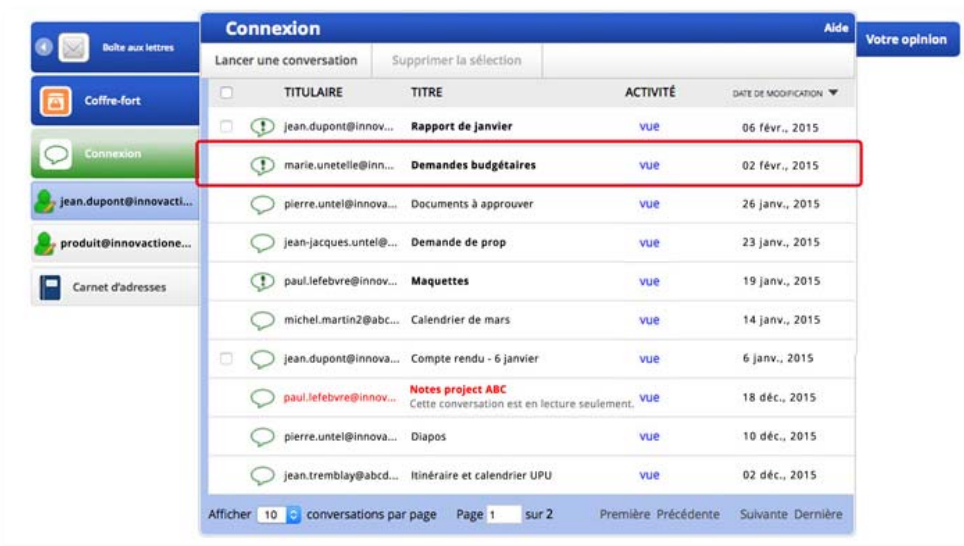 Connexion
Aide
Votre opinion
Boîte aux lettres
Coffre-fort
Connexion
jean.dupont@innovacti...
produit@innovactione...
Carnet d'adresses
Lancer une conversation Supprimer la sélection
TITULAIRE TITRE ACTIVITÉ DATE DE MODIFICATION
jean.dupont@innov... Rapport de janvier vue 06 févr., 2015
marie.unetelle@inn... Demandes budgétaires vue 02 févr., 2015
pierre.untel@innova... Documents à approuver vue 26 janv., 2015
jean-jacques.untel@... Demande de prop vue 23 janv., 2015
paul.lefebvre@innov... Maquettes vue 19 janv., 2015
michel.martin2@abc... Calendrier de mars vue 14 janv., 2015
jean.dupont@innova... Compte rendu - 6 janvier vue 6 janv., 2015
paul.lefebvre@innov... Notes project ABC vue 18 déc., 2015
Cette conversation est en lecture seulement.
pierre.untel@innova... Diapos vue 10 déc., 2015
jean.tremblay@abcd... Itinéraire et calendrier UPU vue 02 déc., 2015
Afficher 10 conversations par page Page 1 sur 2 Première Précédente Suivante Dernière